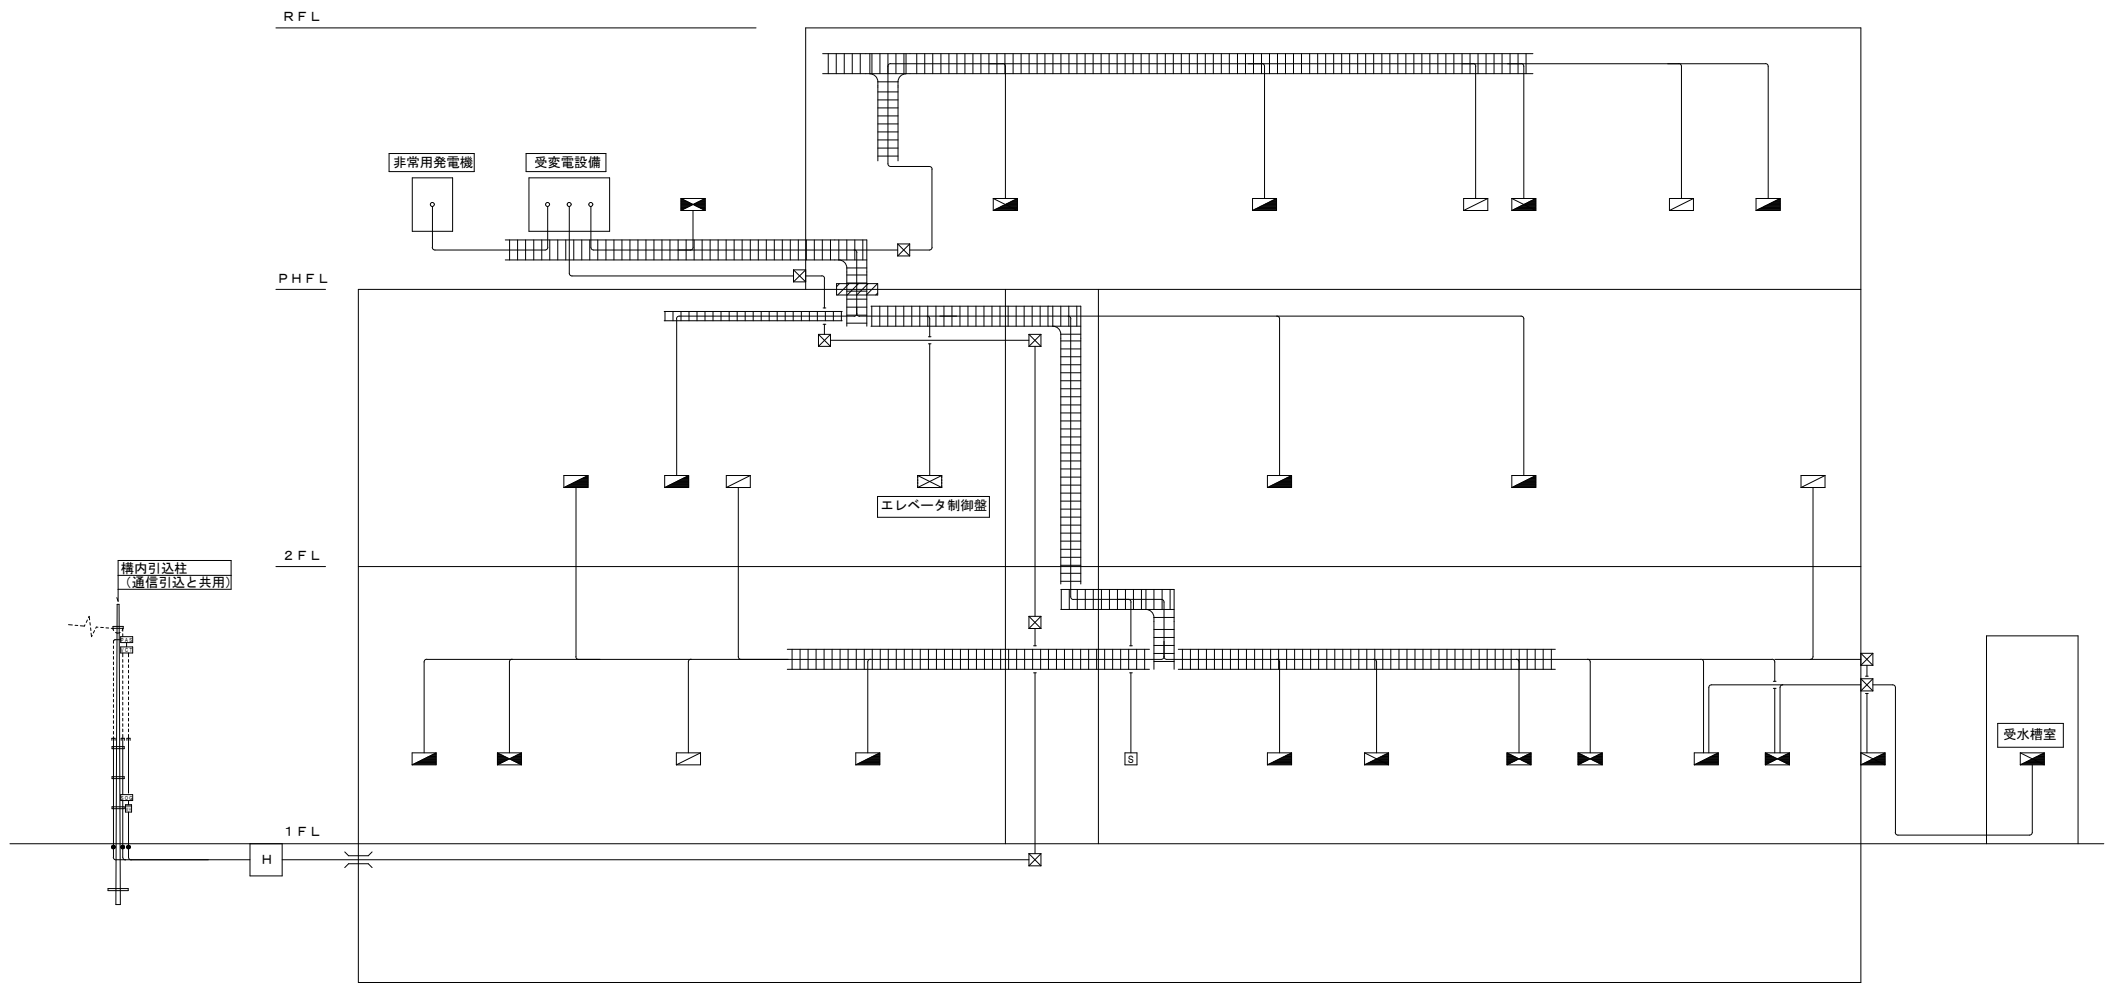 ＲＦＬ
非常用発電機
受変電設備
ＰＨＦＬ
エレベータ制御盤
２ＦＬ
構内引込柱
（通信引込と共用）
受水槽室
S
１ＦＬ
H